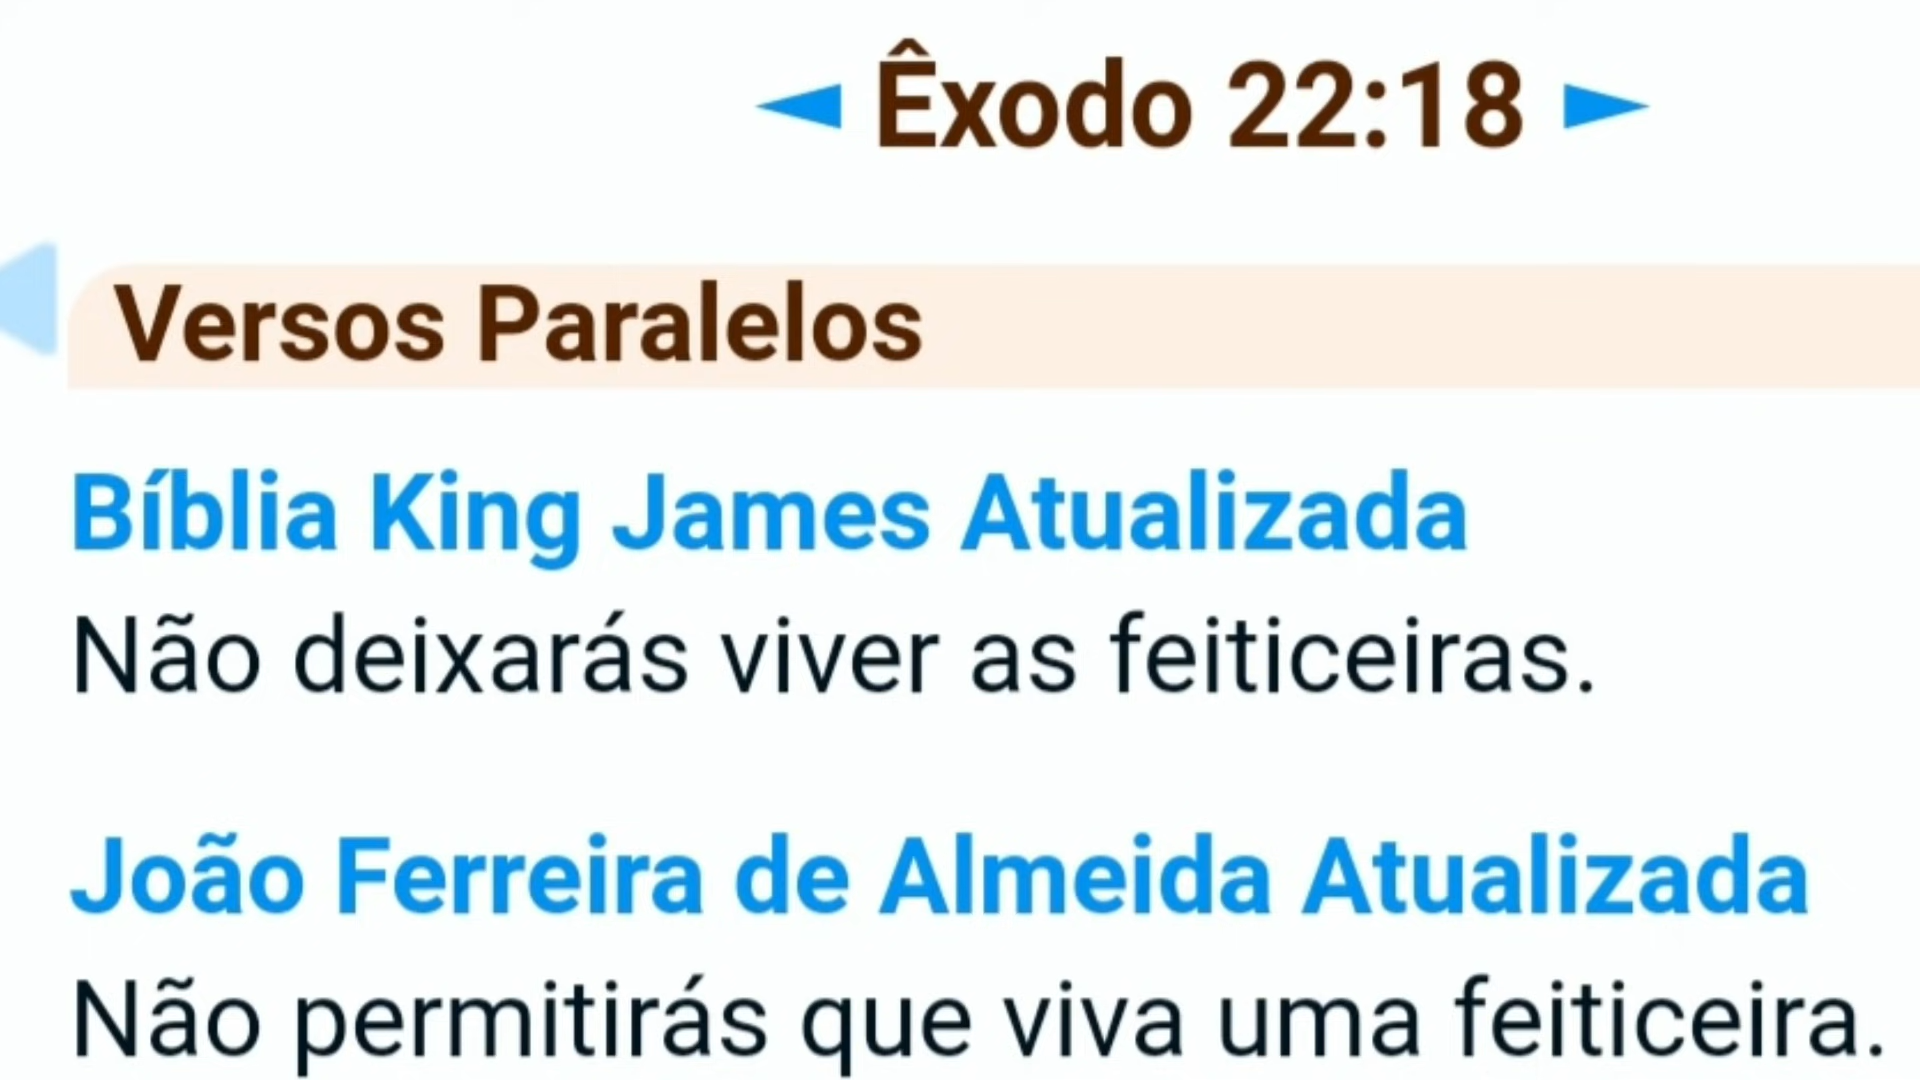 Êxodo 22:18
Versos Paralelos
Bíblia King James Atualizada
Não deixarás viver as feiticeiras.
João Ferreira de Almeida Atualizada
Não permitirás que viva uma feiticeira.